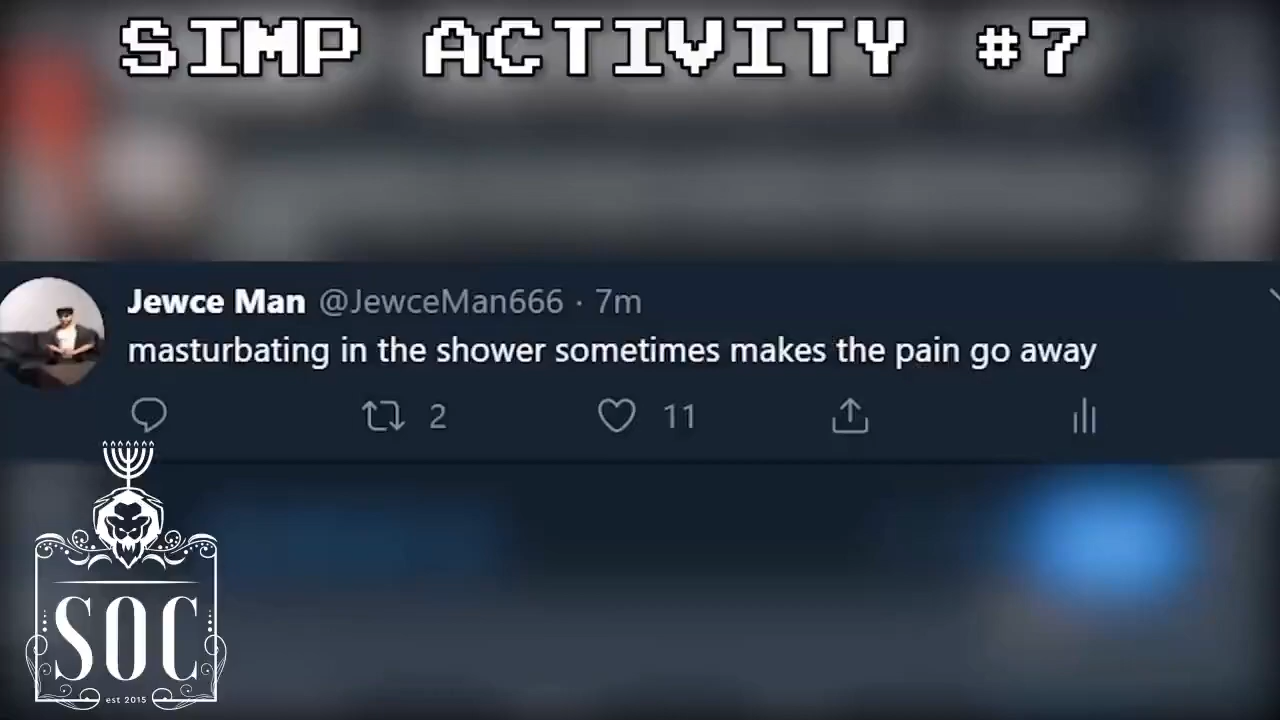 SIMP ACTIVITY #7
Jewce Man @JewceMan666 · 7m
masturbating in the shower sometimes makes the pain go away
2 11
SOC
est 2015